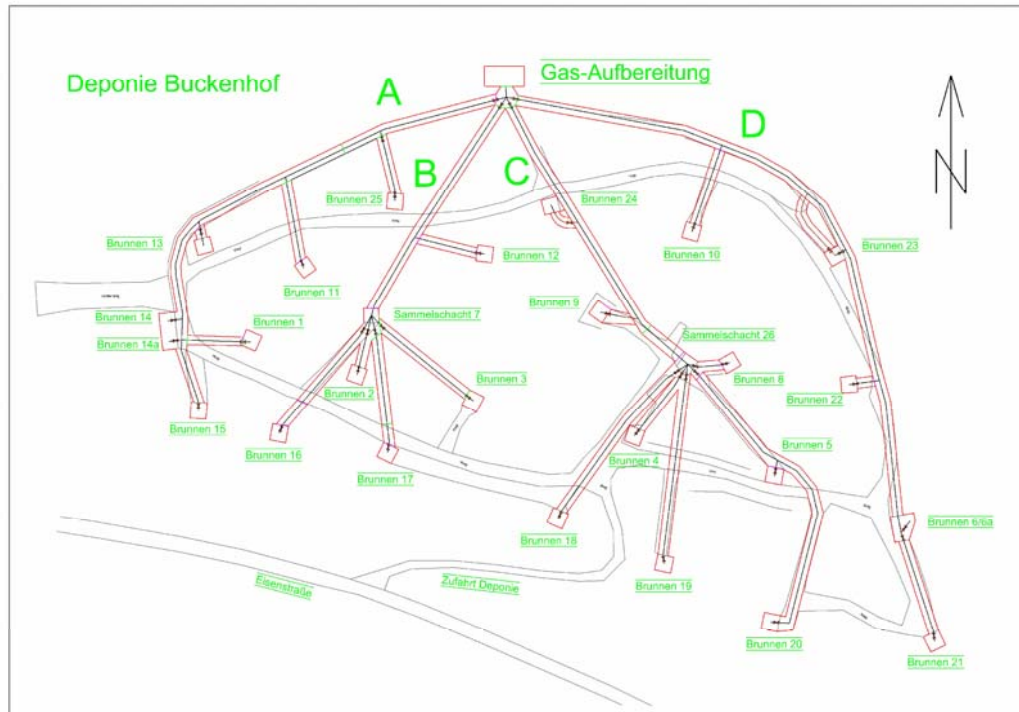 Deponie Buckenhof
Gas-Aufbereitung
A
D
B
C
N
Brunnen 25
Brunnen 24
Brunnen 13
Brunnen 10
Brunnen 23
Brunnen 12
Brunnen 11
Brunnen 9
Brunnen 14
Sammelschacht 7
Brunnen 1
Sammelschacht 26
Brunnen 14a
Brunnen 8
Brunnen 3
Brunnen 2
Brunnen 22
Brunnen 15
Brunnen 16
Brunnen 5
Brunnen 4
Brunnen 17
Brunnen 6/6a
Brunnen 18
Brunnen 19
Eisenstraße
Zufahrt Deponie
Brunnen 20
Brunnen 21